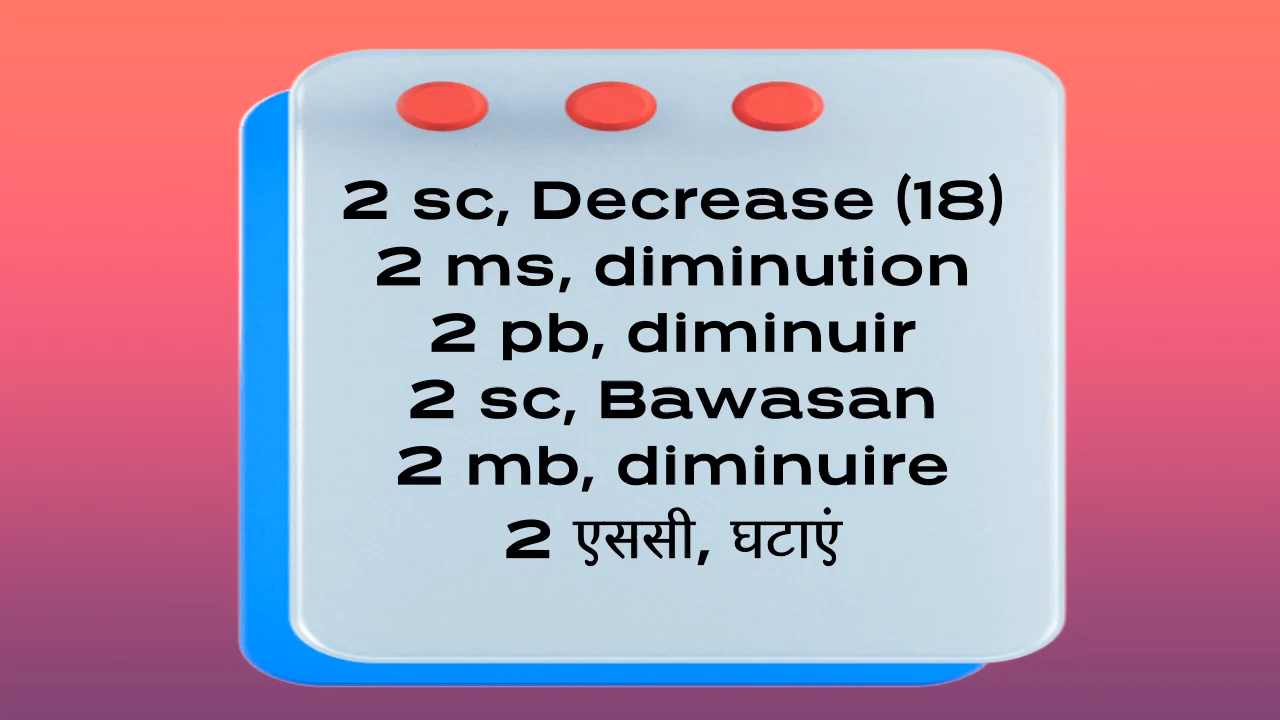 2 sc, Decrease (18)
2 ms, diminution
2 pb, diminuir
2 sc, Bawasan
2 mb, diminuire
2 एससी, घटाएं